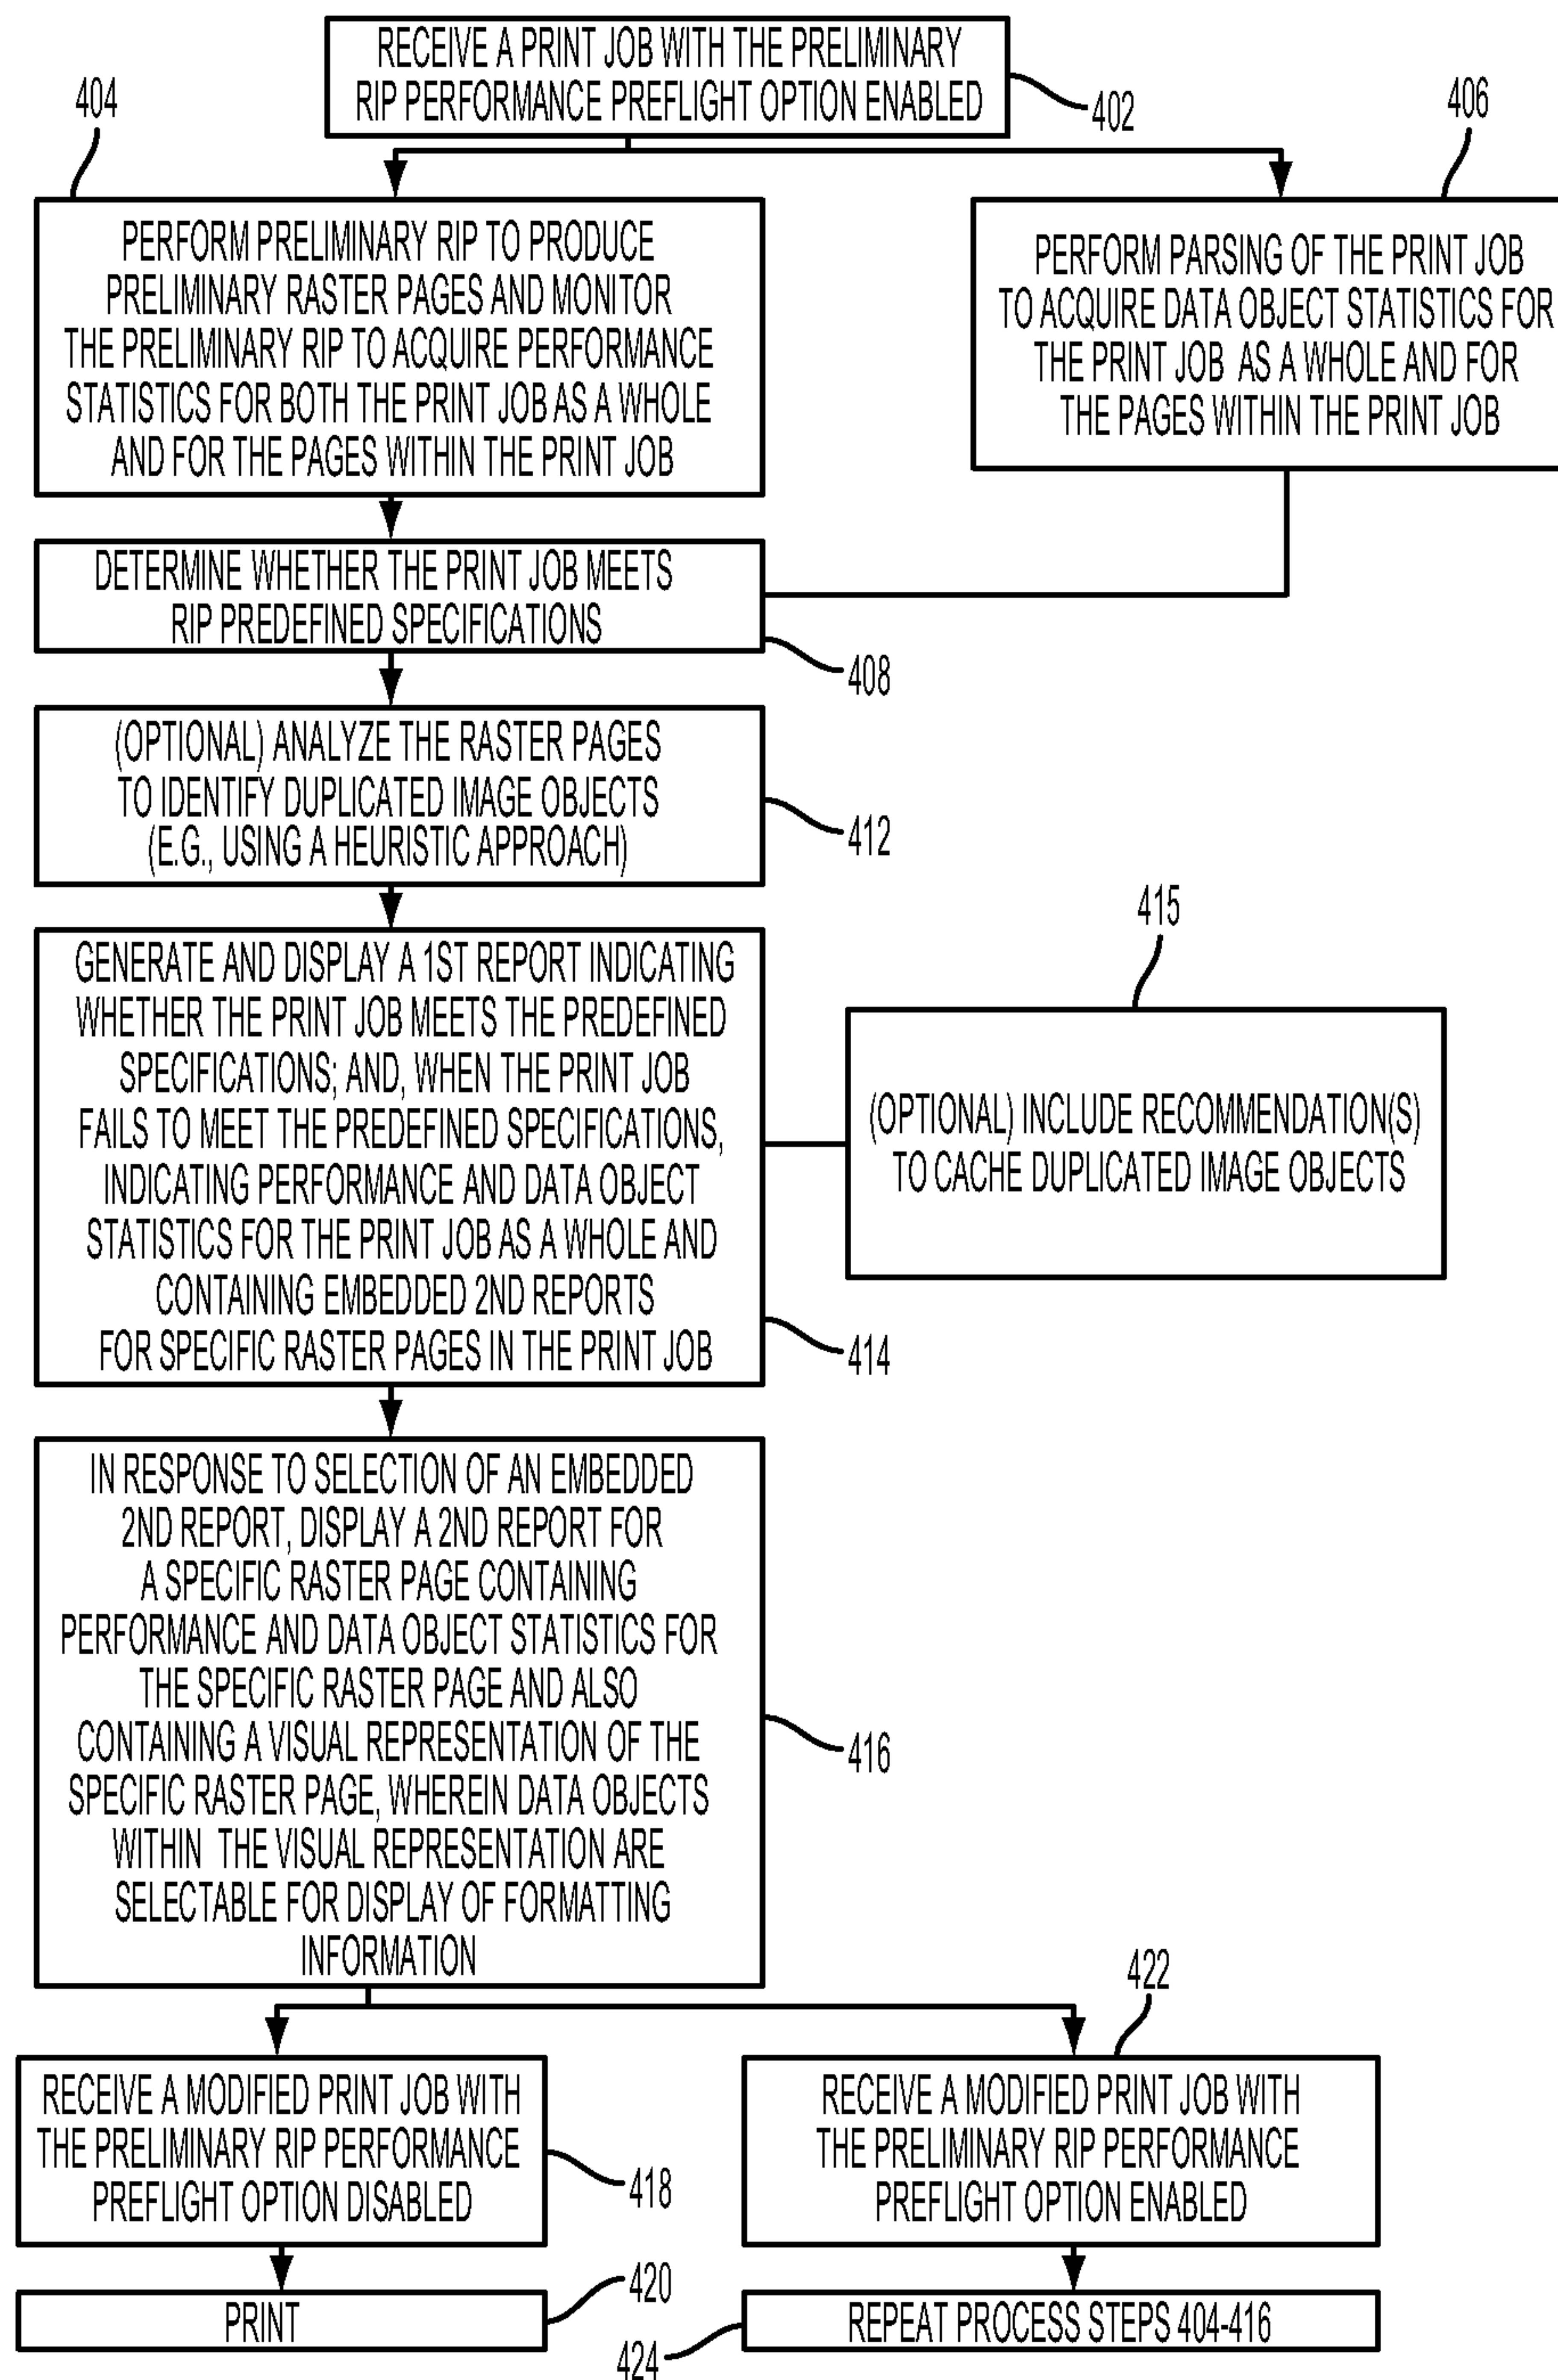 RECEIVE A PRINT JOB WITH THE PRELIMINARY
RIP PERFORMANCE PREFLIGHT OPTION ENABLED
402
404
PERFORM PRELIMINARY RIP TO PRODUCE
PRELIMINARY RASTER PAGES AND MONITOR
THE PRELIMINARY RIP TO ACQUIRE PERFORMANCE
STATISTICS FOR BOTH THE PRINT JOB AS A WHOLE
AND FOR THE PAGES WITHIN THE PRINT JOB
406
PERFORM PARSING OF THE PRINT JOB
TO ACQUIRE DATA OBJECT STATISTICS FOR
THE PRINT JOB AS A WHOLE AND FOR
THE PAGES WITHIN THE PRINT JOB
DETERMINE WHETHER THE PRINT JOB MEETS
RIP PREDEFINED SPECIFICATIONS
408
(OPTIONAL) ANALYZE THE RASTER PAGES
TO IDENTIFY DUPLICATED IMAGE OBJECTS
(E.G., USING A HEURISTIC APPROACH)
412
GENERATE AND DISPLAY A 1ST REPORT INDICATING
WHETHER THE PRINT JOB MEETS THE PREDEFINED
SPECIFICATIONS; AND, WHEN THE PRINT JOB
FAILS TO MEET THE PREDEFINED SPECIFICATIONS,
INDICATING PERFORMANCE AND DATA OBJECT
STATISTICS FOR THE PRINT JOB AS A WHOLE AND
CONTAINING EMBEDDED 2ND REPORTS
FOR SPECIFIC RASTER PAGES IN THE PRINT JOB
414
415
(OPTIONAL) INCLUDE RECOMMENDATION(S)
TO CACHE DUPLICATED IMAGE OBJECTS
IN RESPONSE TO SELECTION OF AN EMBEDDED
2ND REPORT, DISPLAY A 2ND REPORT FOR
A SPECIFIC RASTER PAGE CONTAINING
PERFORMANCE AND DATA OBJECT STATISTICS FOR
THE SPECIFIC RASTER PAGE AND ALSO
CONTAINING A VISUAL REPRESENTATION OF THE
SPECIFIC RASTER PAGE, WHEREIN DATA OBJECTS
WITHIN THE VISUAL REPRESENTATION ARE
SELECTABLE FOR DISPLAY OF FORMATTING
INFORMATION
416
RECEIVE A MODIFIED PRINT JOB WITH
THE PRELIMINARY RIP PERFORMANCE
PREFLIGHT OPTION DISABLED
418
PRINT
420
422
RECEIVE A MODIFIED PRINT JOB WITH
THE PRELIMINARY RIP PERFORMANCE
PREFLIGHT OPTION ENABLED
REPEAT PROCESS STEPS 404-416
424